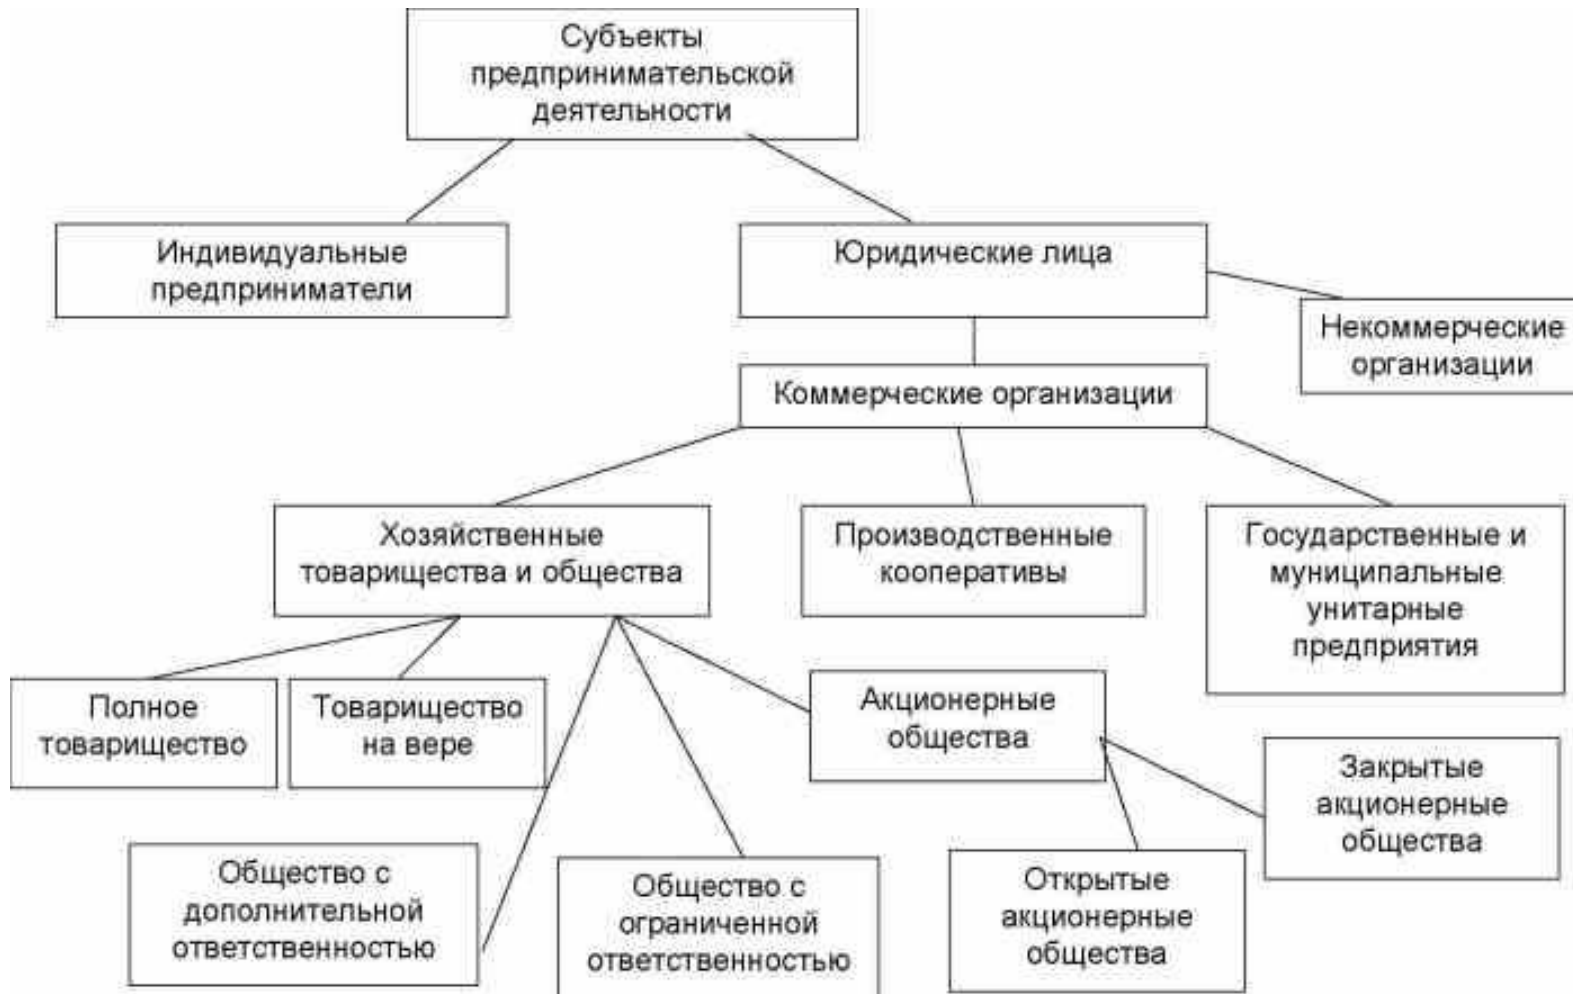 Субъекты
предпринимательской
деятельности
Индивидуальные
предприниматели
Юридические лица
Некоммерческие
организации
Коммерческие организации
Хозяйственные
товарищества и общества
Производственные
кооперативы
Государственные и
муниципальные
унитарные
предприятия
Полное
товарищество
Товарищество
на вере
Акционерные
общества
Закрытые
акционерные
общества
Общество с
дополнительной
ответственностью
Общество с
ограниченной
ответственностью
Открытые
акционерные
общества